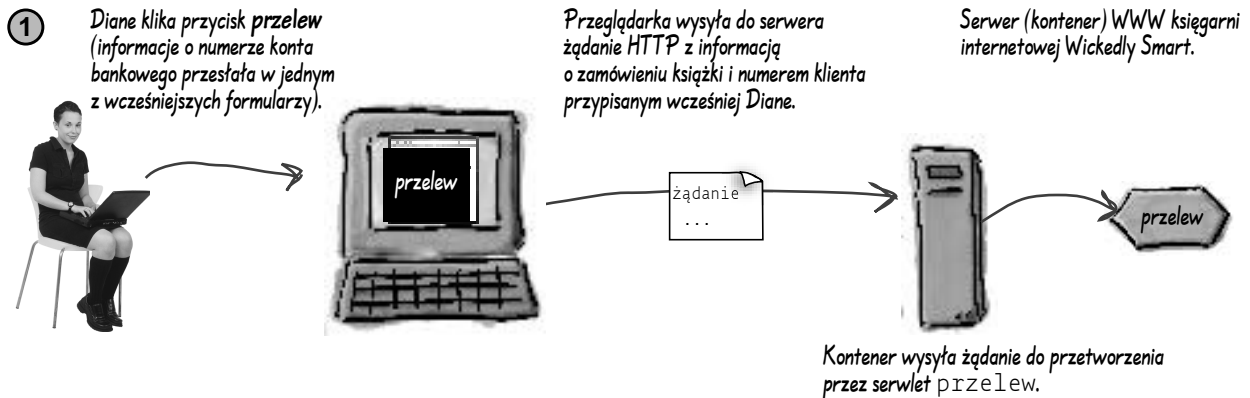 1
Diane klika przycisk przelew
(informacje o numerze konta
bankowego przesłała w jednym
z wcześniejszych formularzy).
Przeglądarka wysyła do serwera
żądanie HTTP z informacją
o zamówieniu książki i numerem klienta
przypisanym wcześniej Diane.
Serwer (kontener) WWW księgarni
internetowej Wickedly Smart.
przelew
żądanie
...
przelew
Kontener wysyła żądanie do przetworzenia
przez serwlet przelew.